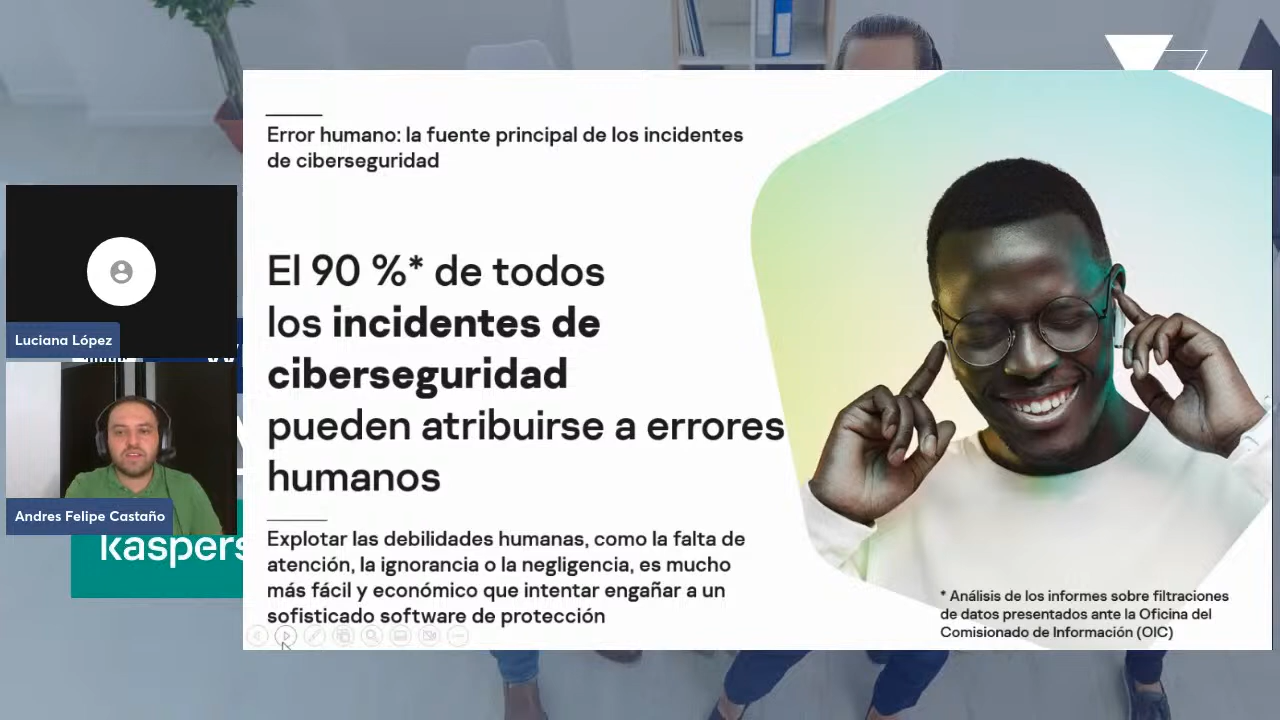 Error humano: la fuente principal de los incidentes
de ciberseguridad
El 90 %* de todos
los incidentes de
ciberseguridad
pueden atribuirse a errores
humanos
Explotar las debilidades humanas, como la falta de
atención, la ignorancia o la negligencia, es mucho
más fácil y económico que intentar engañar a un
sofisticado software de protección
* Análisis de los informes sobre filtraciones
de datos presentados ante la Oficina del
Comisionado de Información (OIC)
Luciana López
Andres Felipe Castaño
kaspers